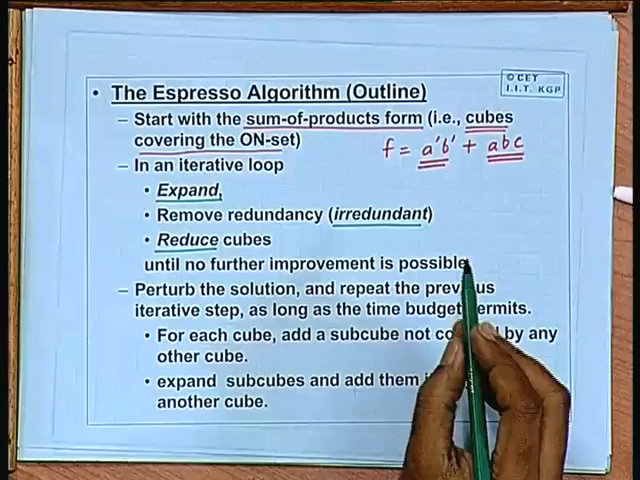 • The Espresso Algorithm (Outline)
© CET
I.I.T. KGP
– Start with the sum-of-products form (i.e., cubes
covering the ON-set)
f = a'b' + abc
– In an iterative loop
• Expand,
• Remove redundancy (irredundant)
• Reduce cubes
until no further improvement is possible
– Perturb the solution, and repeat the previous
iterative step, as long as the time budget permits.
• For each cube, add a subcube not by any
other cube.
• expand subcubes and add them
another cube.